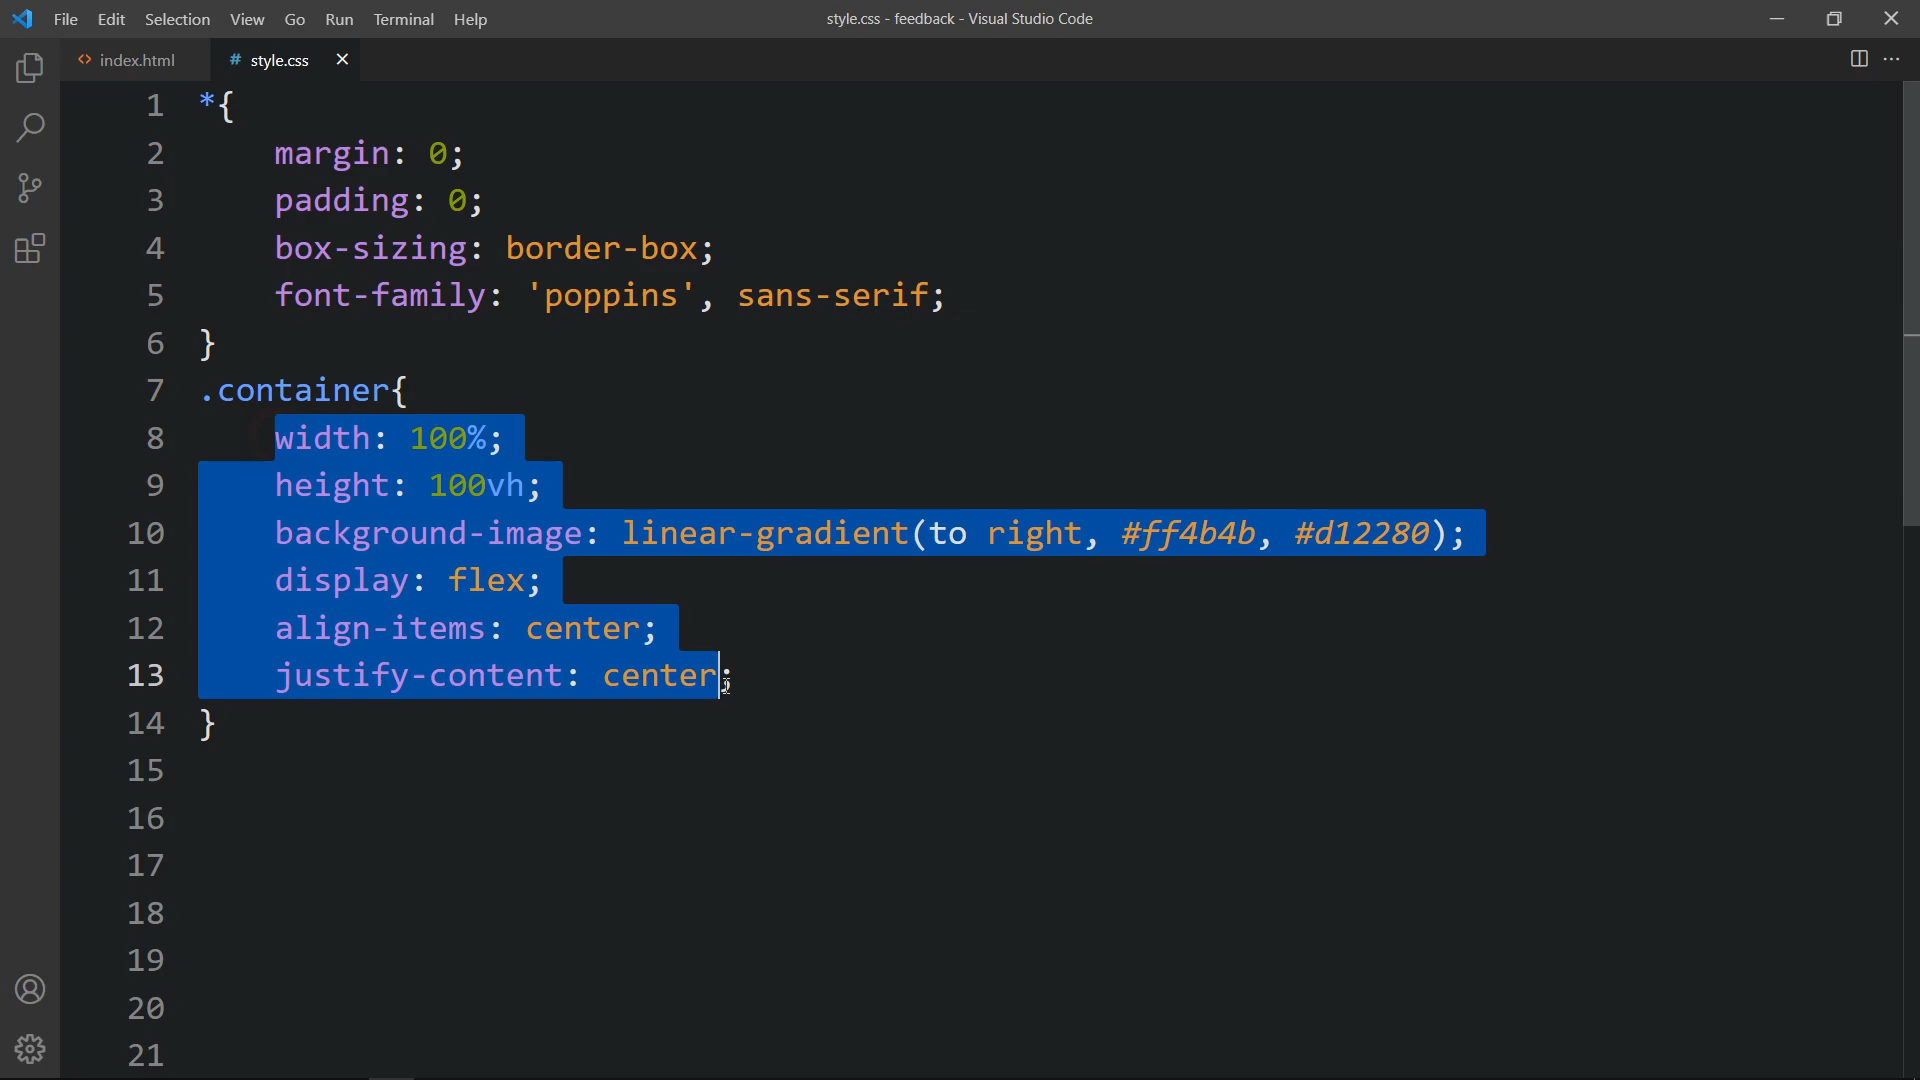 File Edit Selection View Go Run Terminal Help style.css - feedback - Visual Studio Code
<> index.html # style.css
1 *{
2 margin: 0;
3 padding: 0;
4 box-sizing: border-box;
5 font-family: 'poppins', sans-serif;
6 }
7 .container{
8 width: 100%;
9 height: 100vh;
10 background-image: linear-gradient(to right, #ff4b4b, #d12280);
11 display: flex;
12 align-items: center;
13 justify-content: center;
14 }
15
16
17
18
19
20
21